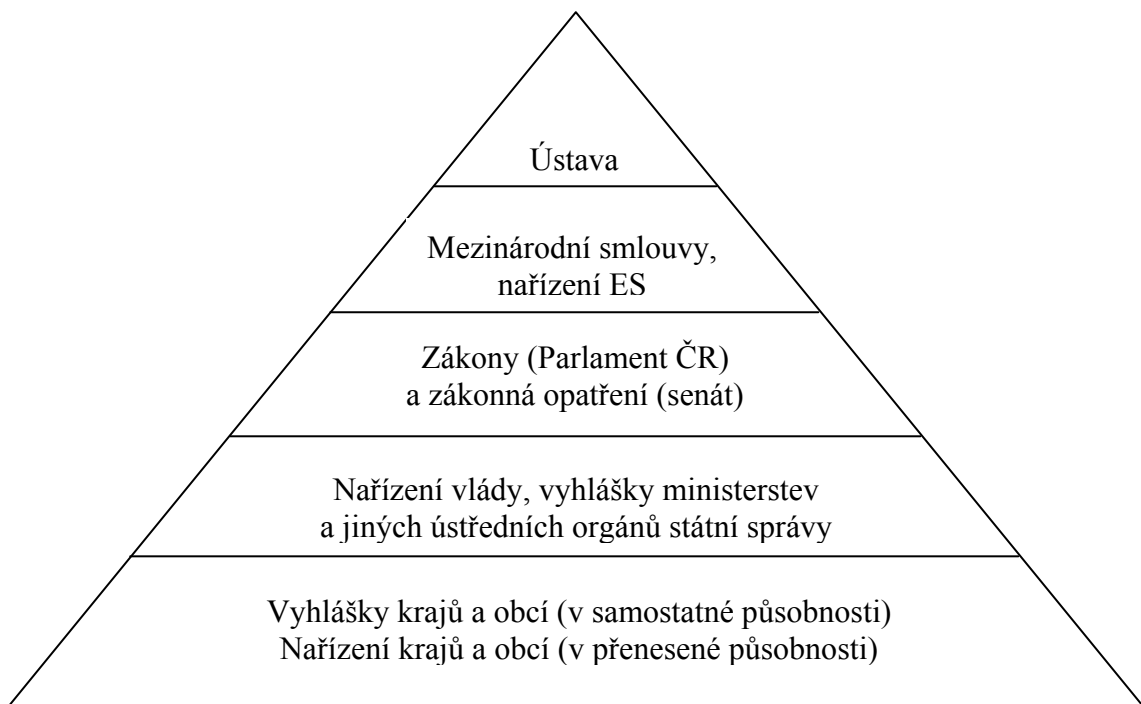 Ústava
Mezinárodní smlouvy,
nařízení ES
Zákony (Parlament ČR)
a zákonná opatření (senát)
Nařízení vlády, vyhlášky ministerstev
a jiných ústředních orgánů státní správy
Vyhlášky krajů a obcí (v samostatné působnosti)
Nařízení krajů a obcí (v přenesené působnosti)